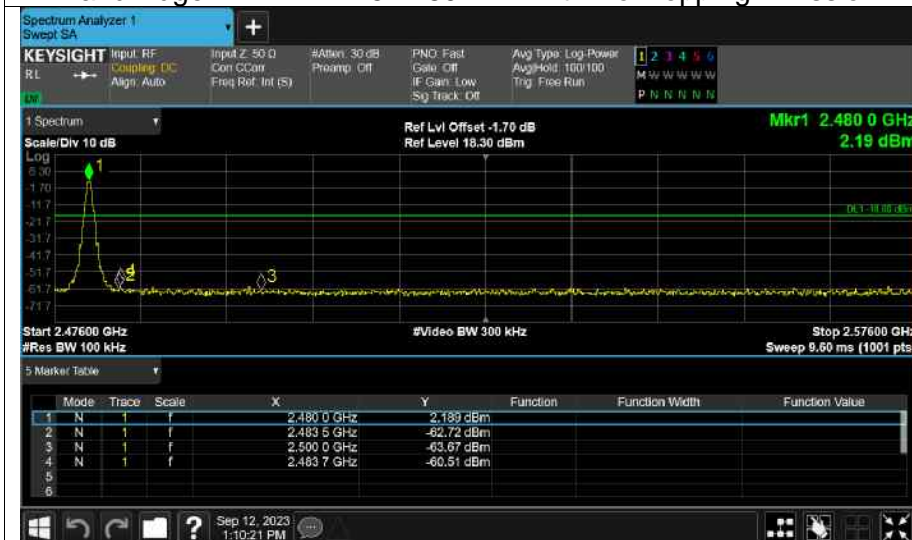 Spectrum Analyzer 1
Swept SA
+
KEYSIGHT Input: RF Input Z: 50 Ω #Atten: 30 dB PNO: Fast Avg Type: Log-Power 1 2 3 4 5 6
RL Coupling: DC Corr CCorr Preamp: Off Gate: Off Avg|Hold: 100/100 M W W W W W
Align: Auto Freq Ref: Int (S) IF Gain: Low Trig: Free Run P N N N N N
Sig Track: Off
1 Spectrum Ref Lvl Offset -1.70 dB Mkr1 2.480 0 GHz
Scale/Div 10 dB Ref Level 18.30 dBm 2.19 dBm
Log
8.30
-1.70
-11.7
-21.7
-31.7
-41.7
-51.7
-61.7
-71.7
1
4
2
3
Start 2.47600 GHz #Video BW 300 kHz Stop 2.57600 GHz
#Res BW 100 kHz Sweep 9.60 ms (1001 pts
5 Marker Table
Mode Trace Scale X Y Function Function Width Function Value
1 N 1 f 2.480 0 GHz 2.189 dBm
2 N 1 f 2.483 5 GHz -62.72 dBm
3 N 1 f 2.500 0 GHz -63.67 dBm
4 N 1 f 2.483 7 GHz -60.51 dBm
5
6
? Sep 12, 2023
1:10:21 PM